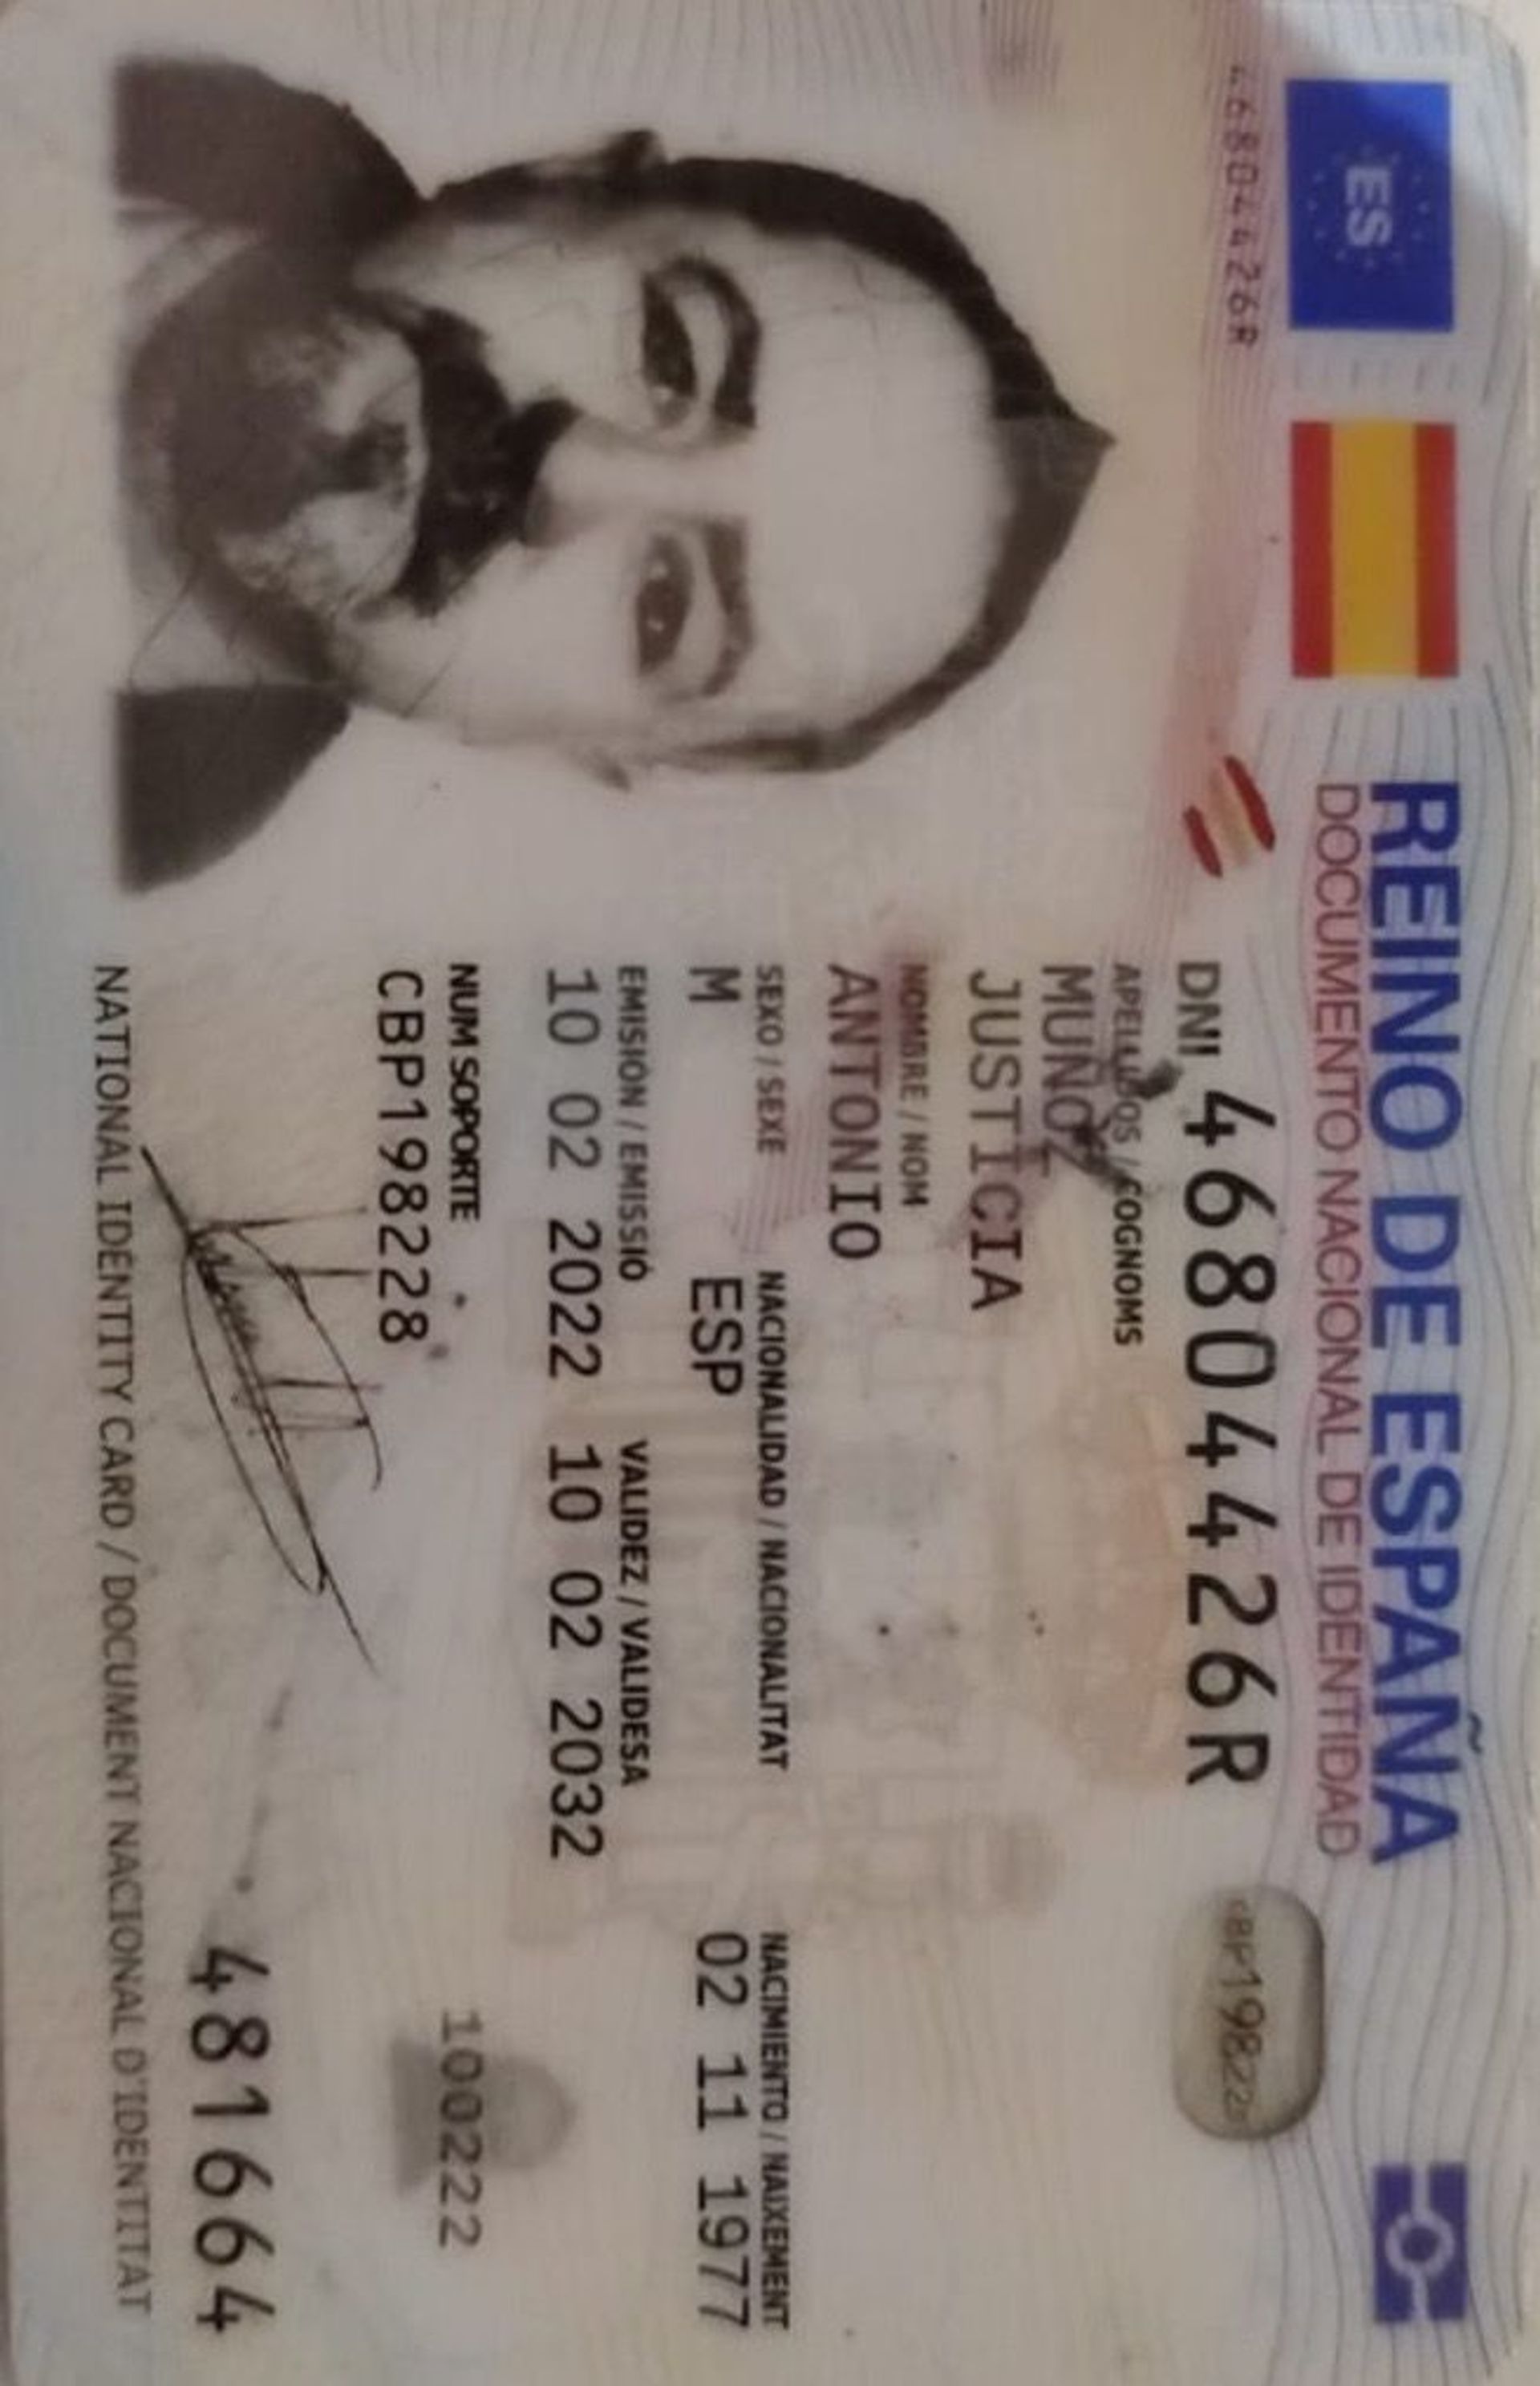 ES
REINO DE ESPAÑA
DOCUMENTO NACIONAL DE IDENTIDAD
46804426R
DNI 46804426R
APELLIDOS / COGNOMS
MUÑOZ
JUSTICIA
NOMBRE / NOM
ANTONIO
SEXO / SEXE NACIONALIDAD / NACIONALITAT NACIMIENTO / NAIXEMENT
M ESP 02 11 1977
EMISIÓN / EMISSIÓ VALIDEZ / VALIDESA
10 02 2022 10 02 2032
NUM SOPORTE
CBP198228
100222
481664
NATIONAL IDENTITY CARD / DOCUMENT NACIONAL D'IDENTITAT